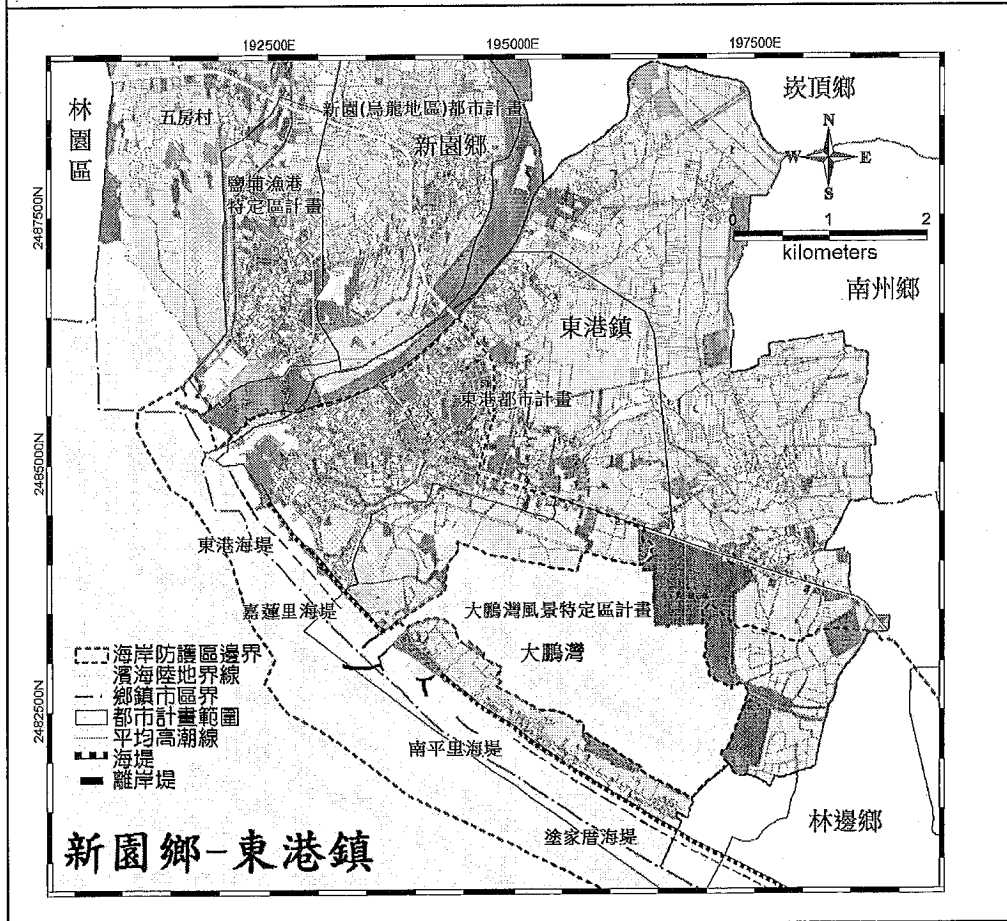 192500E
195000E
197500E
2487500N
2485000N
2482500N
林園區
五房村
新園(烏龍地區)都市計畫
新園鄉
崁頂鄉
N
W
E
S
鹽埔漁港
特定區計畫
0
1
2
kilometers
南州鄉
東港鎮
東港都市計畫
東港海堤
嘉蓮里海堤
大鵬灣風景特定區計畫
大鵬灣
南平里海堤
塗家厝海堤
林邊鄉
海岸防護區邊界
濱海陸地界線
鄉鎮市區界
都市計畫範圍
平均高潮線
海堤
離岸堤
新園鄉-東港鎮